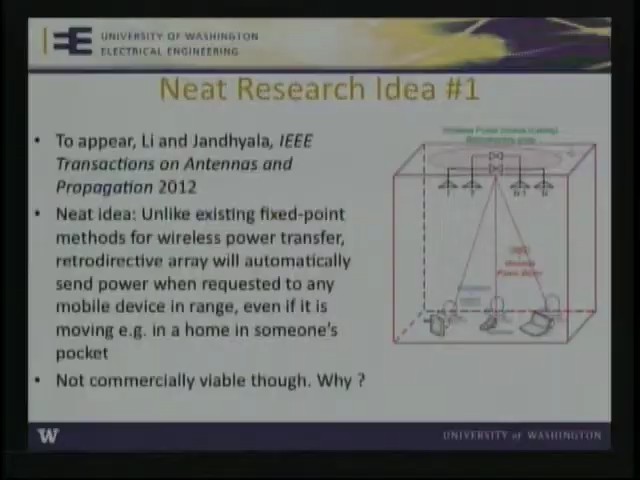 UNIVERSITY OF WASHINGTON
ELECTRICAL ENGINEERING
Neat Research Idea #1
• To appear, Li and Jandhyala, IEEE
Transactions on Antennas and
Propagation 2012
• Neat idea: Unlike existing fixed-point
methods for wireless power transfer,
retrodirective array will automatically
send power when requested to any
mobile device in range, even if it is
moving e.g. in a home in someone's
pocket
• Not commercially viable though. Why ?
W
UNIVERSITY of WASHINGTON